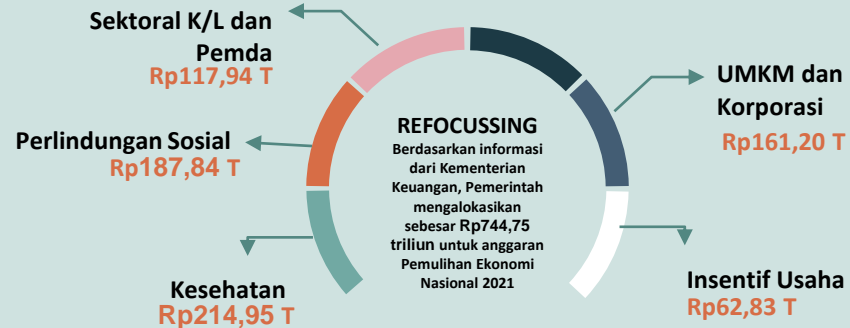 Sektoral K/L dan
Pemda
Rp117,94 T
Perlindungan Sosial
Rp187,84 T
Kesehatan
Rp214,95 T
REFOCUSSING
Berdasarkan informasi
dari Kementerian
Keuangan, Pemerintah
mengalokasikan
sebesar Rp744,75
triliun untuk anggaran
Pemulihan Ekonomi
Nasional 2021
UMKM dan
Korporasi
Rp161,20 T
Insentif Usaha
Rp62,83 T